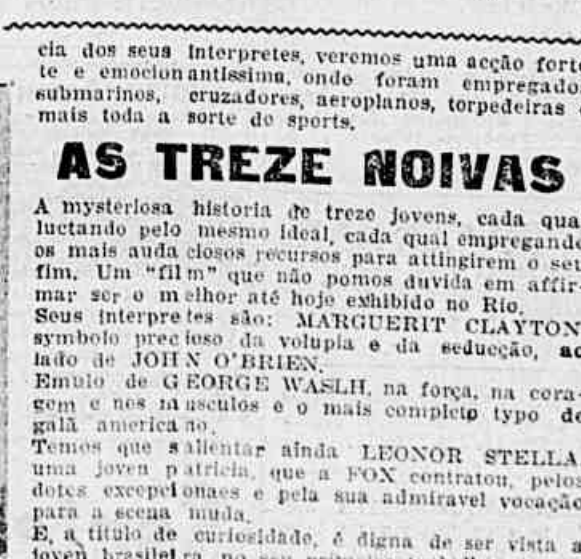 cia dos seus interpretes, veremos uma acção forte
te e emocionantissima, onde foram empregados
submarinos, cruzadores, aeroplanos, torpedeiras
mais toda a sorte de sports.
AS TREZE NOIVAS
A mysteriosa historia de treze jovens, cada qual
luctando pelo mesmo ideal, cada qual empregando
os mais audaciosos recursos para attingirem o seu
fim. Um "film" que não pomos duvida em affir-
mar ser o melhor até hoje exhibido no Rio.
Seus interpretes são: MARGUERIT CLAYTON,
symbolo precioso da volupia e da seducção, ao
lado de JOHN O'BRIEN.
Emulo de GEORGE WASLH, na força, na cora-
gem e nos musculos e o mais completo typo de
galã americano.
Temos que salientar ainda LEONOR STELLA,
uma joven patricia, que a FOX contratou, pelos
dotes excepcionaes e pela sua admiravel vocação
para a scena muda.
E, a titulo de curiosidade, é digna de ser vista a
joven brasileira, no seu